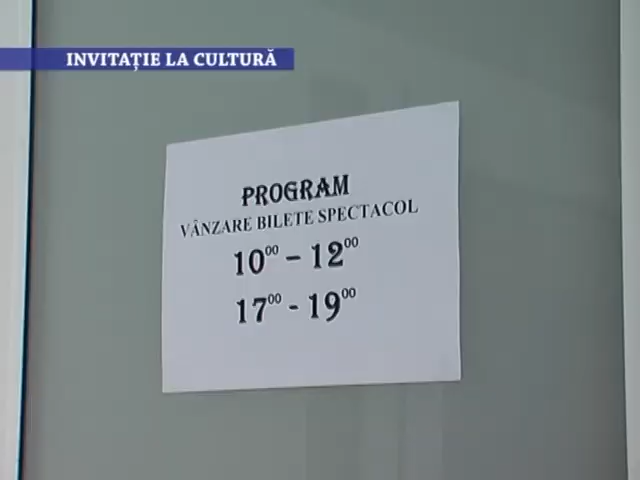 INVITAȚIE LA CULTURĂ
PROGRAM
VÂNZARE BILETE SPECTACOL
10⁰⁰ – 12⁰⁰
17⁰⁰ - 19⁰⁰